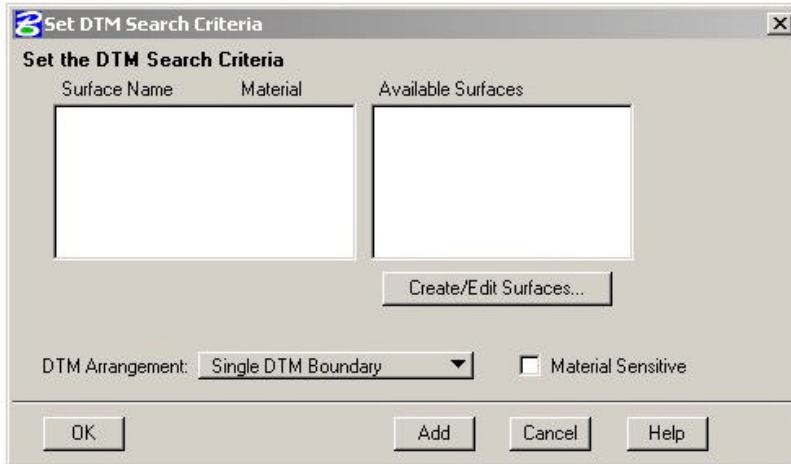 Set DTM Search Criteria
Set the DTM Search Criteria
Surface Name Material Available Surfaces
Create/Edit Surfaces...
DTM Arrangement: Single DTM Boundary Material Sensitive
OK Add Cancel Help